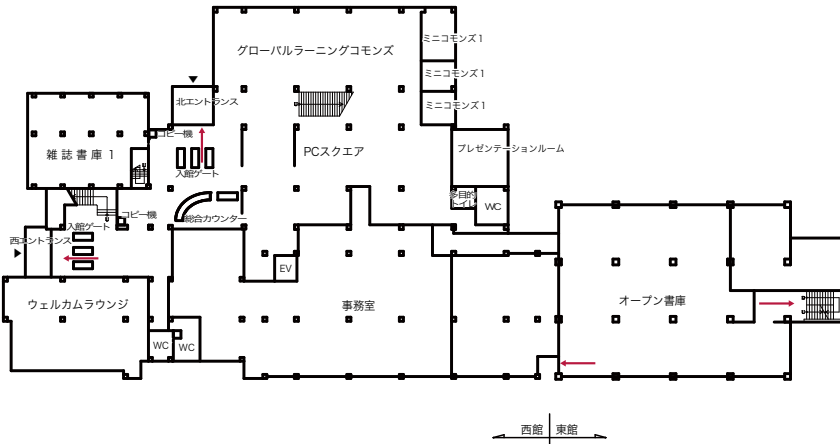 グローバルラーニングコモンズ
ミニコモンズ1
ミニコモンズ1
ミニコモンズ1
北エントランス
コピー機
雑誌書庫 1
PCスクエア
プレゼンテーションルーム
入館ゲート
多目的
トイレ
WC
コピー機
総合カウンター
入館ゲート
西エントランス
EV
ウェルカムラウンジ
事務室
オープン書庫
WC
WC
西館
東館